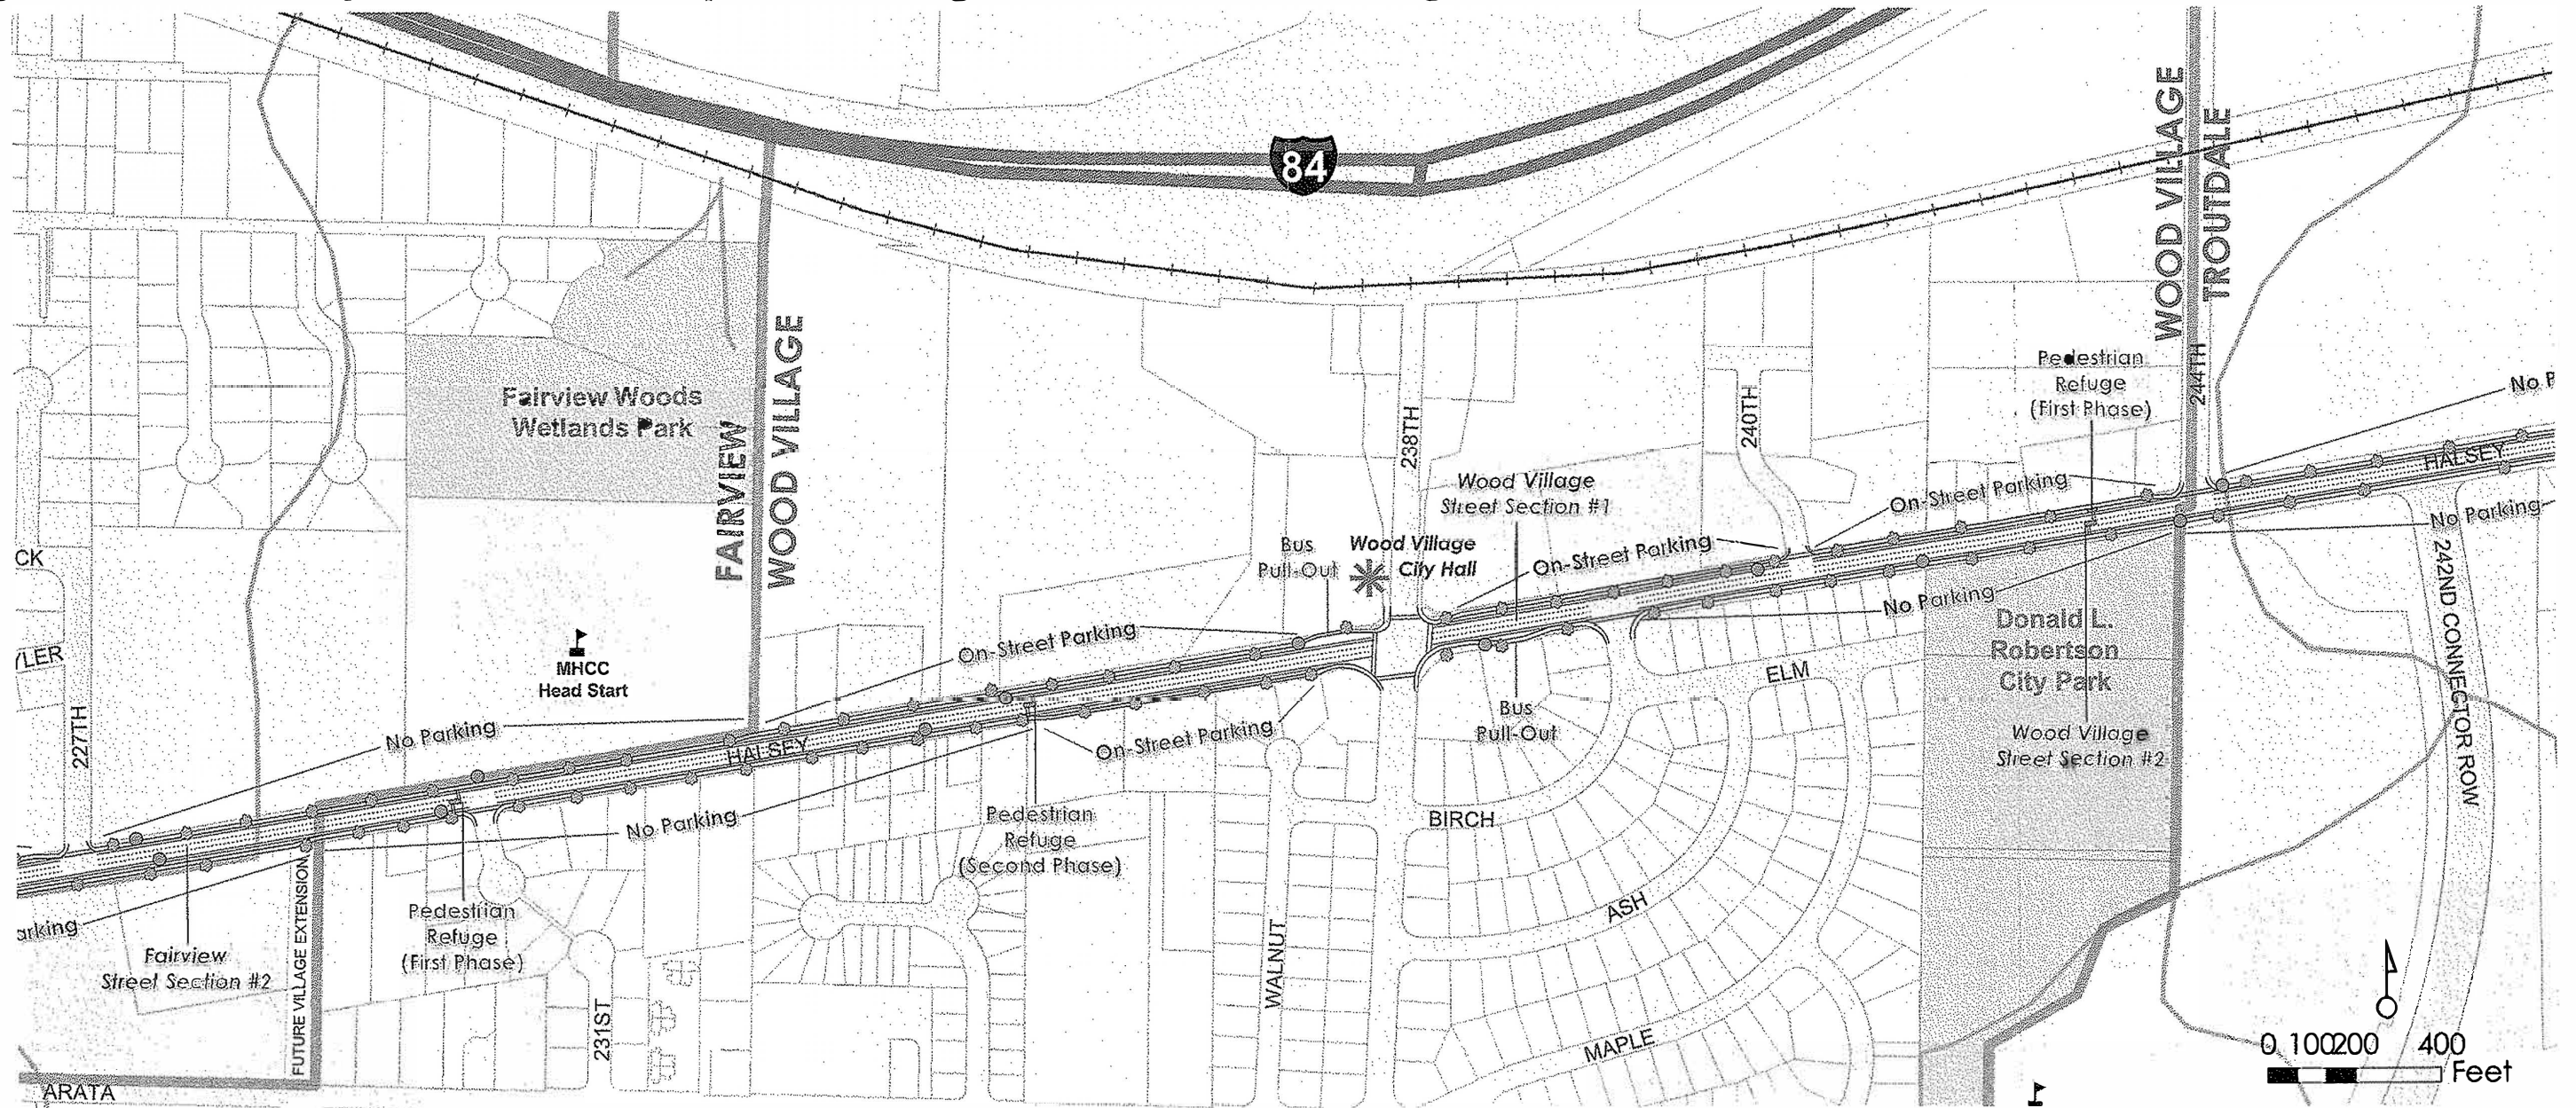 84
WOOD VILLAGE
TROUTDALE
244TH
Pedestrian
Refuge
(First Phase)
No P
Fairview Woods
Wetlands Park
FAIRVIEW
WOOD VILLAGE
238TH
240TH
Wood Village
Street Section #1
On-Street Parking
HALSEY
No Parking
CK
Bus
Pull-Out
Wood Village
City Hall
On-Street Parking
No Parking
242ND CONNECTOR ROW
Donald L.
Robertson
City Park
YLER
MHCC
Head Start
On-Street Parking
ELM
227TH
No Parking
HALSEY
On-Street Parking
Bus
Pull-Out
Wood Village
Street Section #2
No Parking
Pedestrian
Refuge
(Second Phase)
BIRCH
arking
Pedestrian
Refuge
(First Phase)
ASH
Fairview
Street Section #2
FUTURE VILLAGE EXTENSION
231ST
WALNUT
MAPLE
0 100200 400
Feet
ARATA